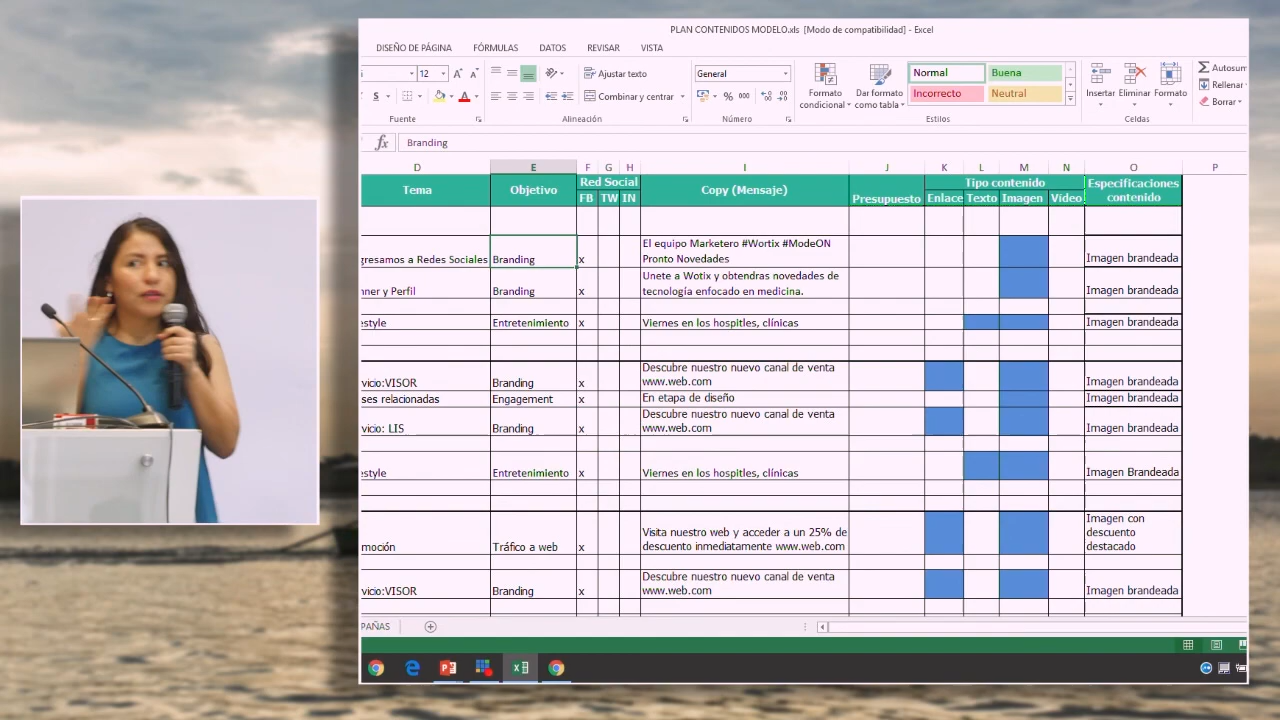 PLAN CONTENIDOS MODELO.xls [Modo de compatibilidad] - Excel
DISEÑO DE PÁGINA FÓRMULAS DATOS REVISAR VISTA
12 Ajustar texto General Normal Buena Autosum
S Combinar y centrar % 000 Formato condicional Dar formato como tabla Incorrecto Neutral Insertar Eliminar Formato Rellenar
Borrar
Fuente Alineación Número Estilos Celdas
fx Branding
D E F G H I J K L M N O P
Tema Objetivo Red Social Copy (Mensaje) Presupuesto Tipo contenido Especificaciones contenido
FB TW IN Enlace Texto Imagen Vídeo
gresamos a Redes Sociales Branding x El equipo Marketero #Wortix #ModeON Imagen brandeada
Pronto Novedades
nner y Perfil Branding x Unete a Wotix y obtendras novedades de Imagen brandeada
tecnología enfocado en medicina.
estyle Entretenimiento x Viernes en los hospitles, clínicas Imagen brandeada
vicio:VISOR Branding x Descubre nuestro nuevo canal de venta Imagen brandeada
www.web.com
ses relacionadas Engagement x En etapa de diseño Imagen brandeada
vicio: LIS Branding x Descubre nuestro nuevo canal de venta Imagen brandeada
www.web.com
estyle Entretenimiento x Viernes en los hospitles, clínicas Imagen Brandeada
moción Tráfico a web x Visita nuestro web y acceder a un 25% de Imagen con
descuento inmediatamente www.web.com descuento
destacado
vicio:VISOR Branding x Descubre nuestro nuevo canal de venta Imagen brandeada
www.web.com
PAÑAS